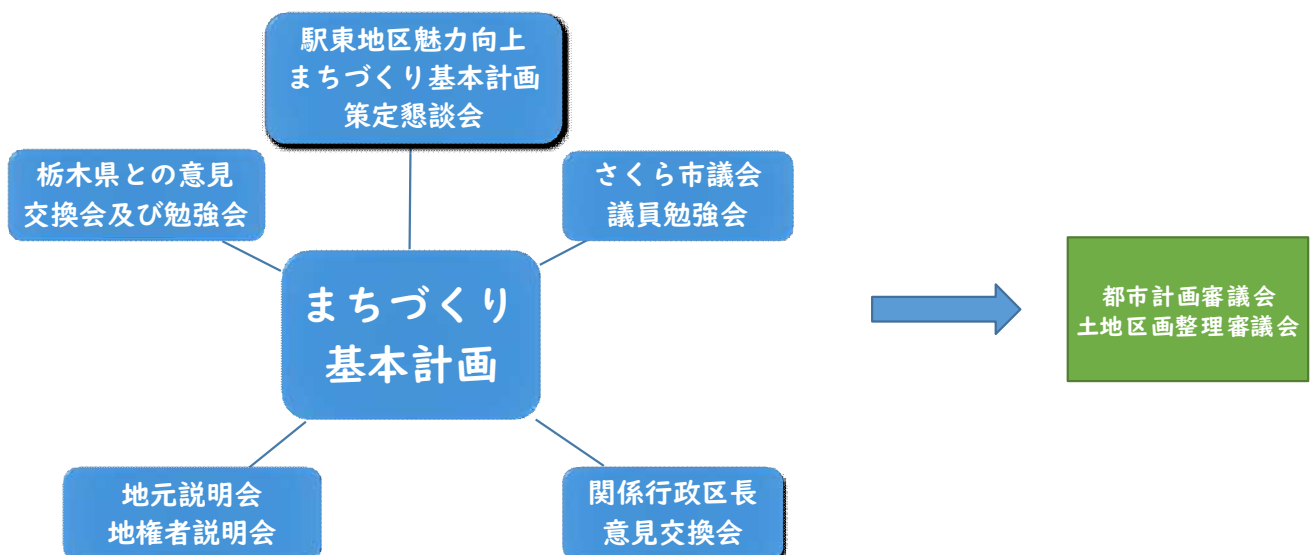 駅東地区魅力向上
まちづくり基本計画
策定懇談会
栃木県との意見
交換会及び勉強会
さくら市議会
議員勉強会
まちづくり
基本計画
都市計画審議会
土地区画整理審議会
地元説明会
地権者説明会
関係行政区長
意見交換会